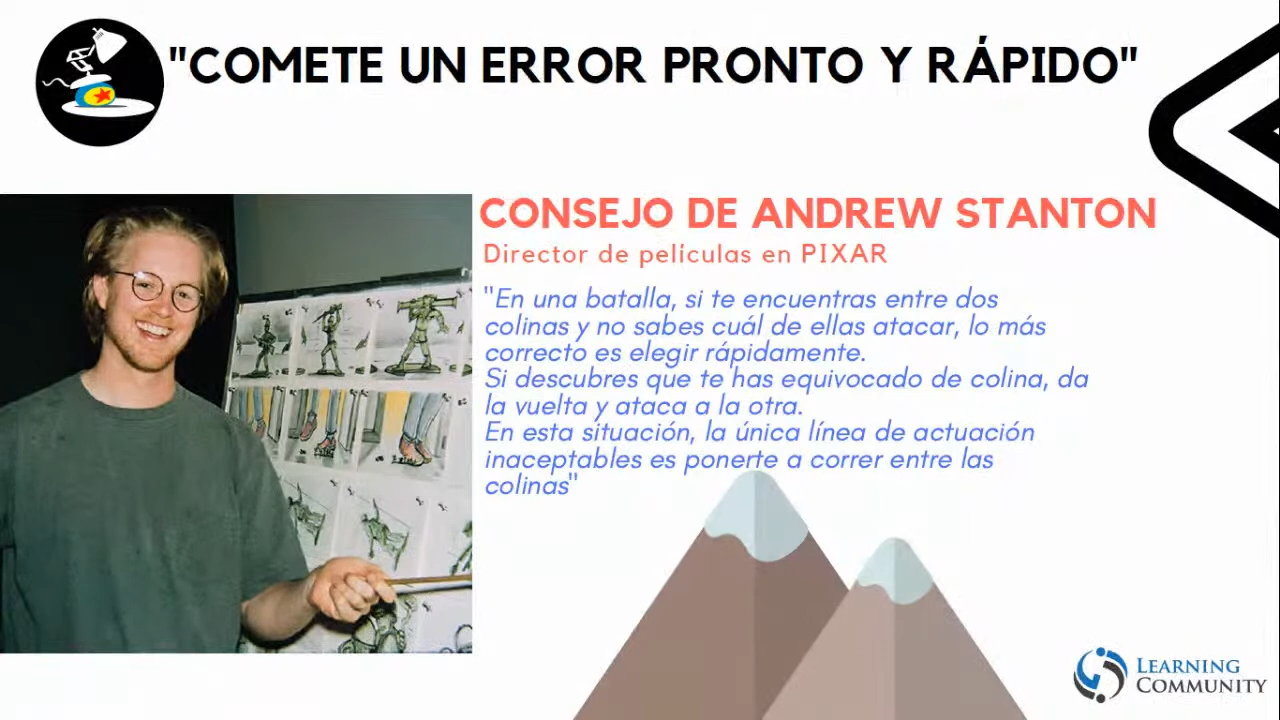 "COMETE UN ERROR PRONTO Y RÁPIDO"
CONSEJO DE ANDREW STANTON
Director de películas en PIXAR
"En una batalla, si te encuentras entre dos
colinas y no sabes cuál de ellas atacar, lo más
correcto es elegir rápidamente.
Si descubres que te has equivocado de colina, da
la vuelta y ataca a la otra.
En esta situación, la única línea de actuación
inaceptables es ponerte a correr entre las
colinas"
LEARNING
COMMUNITY